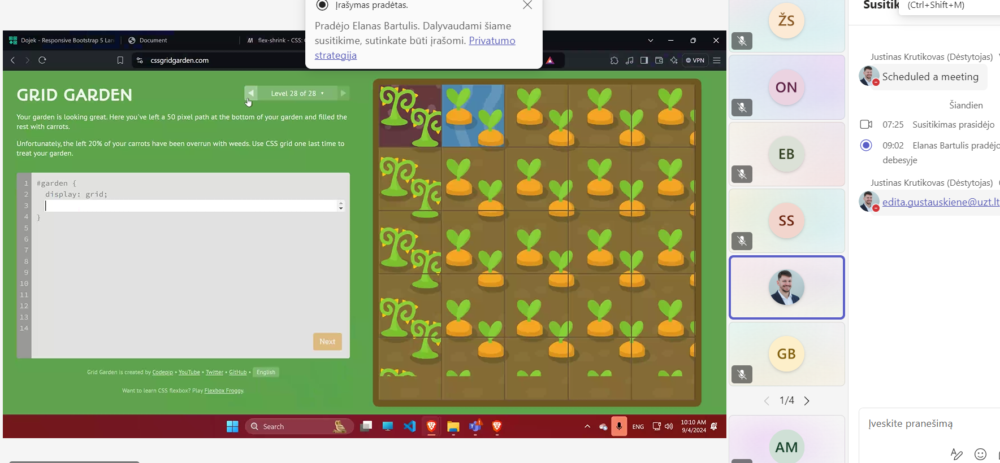 Įrašymas pradėtas.
Pradėjo Elanas Bartulis. Dalyvaudami šiame
susitikime, sutinkate būti įrašomi. Privatumo
strategija
Dojek - Responsive Bootstrap 5 Lan
Document
flex-shrink - CSS:
cssgridgarden.com
VPN
GRID GARDEN
Level 28 of 28
Your garden is looking great. Here you've left a 50 pixel path at the bottom of your garden and filled the
rest with carrots.
Unfortunately, the left 20% of your carrots have been overrun with weeds. Use CSS grid one last time to
treat your garden.
1 #garden {
2 display: grid;
3
4 }
5
6
7
8
9
10
11
12
13
14
Next
Grid Garden is created by Codepip • YouTube • Twitter • GitHub • English
Want to learn CSS flexbox? Play Flexbox Froggy.
Search
ENG
10:10 AM
9/4/2024
ŽS
ON
EB
SS
GB
1/4
AM
Susitik
(Ctrl+Shift+M)
Justinas Krutikovas (Dėstytojas)
Scheduled a meeting
Šiandien
07:25 Susitikimas prasidėjo
09:02 Elanas Bartulis pradėjo
debesyje
Justinas Krutikovas (Dėstytojas)
edita.gustauskiene@uzt.lt
Įveskite pranešimą